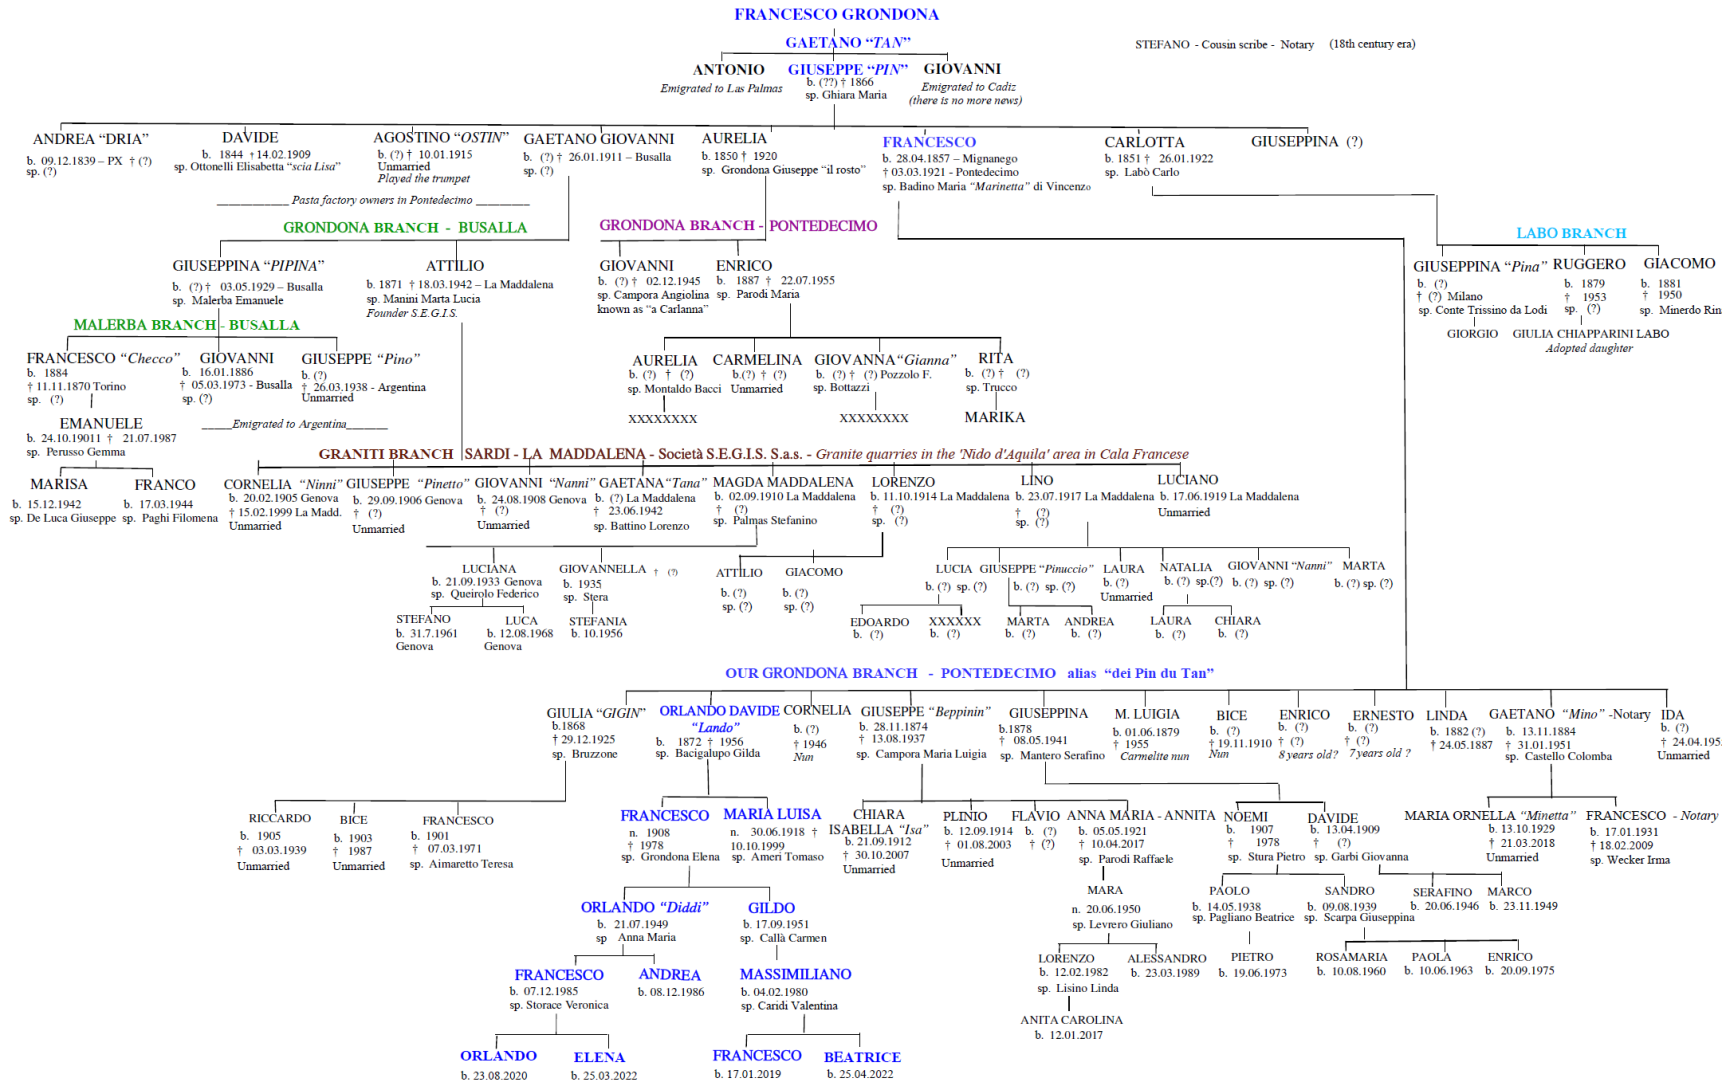 FRANCESCO GRONDONA
GAETANO “TAN”
STEFANO - Cousin scribe - Notary (18th century era)
ANTONIO
Emigrated to Las Palmas
GIUSEPPE “PIN”
b. (??) † 1866
sp. Ghiara Maria
GIOVANNI
Emigrated to Cadiz
(there is no more news)
ANDREA “DRIA”
b. 09.12.1839 – PX † (?)
sp. (?)
DAVIDE
b. 1844 † 14.02.1909
sp. Ottonelli Elisabetta “scia Lisa”
AGOSTINO “OSTIN”
b. (?) † 10.01.1915
Unmarried
Played the trumpet
GAETANO GIOVANNI
b. (?) † 26.01.1911 – Busalla
sp. (?)
AURELIA
b. 1850 † 1920
sp. Grondona Giuseppe “il rosto”
FRANCESCO
b. 28.04.1857 – Mignanego
† 03.03.1921 - Pontedecimo
sp. Badino Maria “Marinetta” di Vincenzo
CARLOTTA
b. 1851 † 26.01.1922
sp. Labò Carlo
GIUSEPPINA (?)
____________ Pasta factory owners in Pontedecimo _________
GRONDONA BRANCH - BUSALLA
GRONDONA BRANCH - PONTEDECIMO
LABO BRANCH
GIUSEPPINA “PIPINA”
b. (?) † 03.05.1929 – Busalla
sp. Malerba Emanuele
ATTILIO
b. 1871 † 18.03.1942 – La Maddalena
sp. Manini Marta Lucia
Founder S.E.G.I.S.
GIOVANNI
b. (?) † 02.12.1945
sp. Campora Angiolina
known as “a Carlanna”
ENRICO
b. 1887 † 22.07.1955
sp. Parodi Maria
GIUSEPPINA “Pina”
b. (?)
† (?) Milano
sp. Conte Trissino da Lodi
RUGGERO
b. 1879
† 1953
sp. (?)
GIACOMO
b. 1881
† 1950
sp. Minerdo Rin
GIORGIO
GIULIA CHIAPPARINI LABO
Adopted daughter
MALERBA BRANCH - BUSALLA
FRANCESCO “Checco”
b. 1884
† 11.11.1870 Torino
sp. (?)
GIOVANNI
b. 16.01.1886
† 05.03.1973 - Busalla
sp. (?)
GIUSEPPE “Pino”
b. (?)
† 26.03.1938 - Argentina
Unmarried
AURELIA
b. (?) † (?)
sp. Montaldo Bacci
CARMELINA
b.(?) † (?)
Unmarried
GIOVANNA “Gianna”
b. (?) † (?) Pozzolo F.
sp. Bottazzi
RITA
b. (?) † (?)
sp. Trucco
XXXXXXXX
XXXXXXXX
MARIKA
EMANUELE
b. 24.10.19011 † 21.07.1987
sp. Perusso Gemma
_____Emigrated to Argentina_______
GRANITI BRANCH SARDI - LA MADDALENA - Società S.E.G.I.S. S.a.s. - Granite quarries in the 'Nido d'Aquila' area in Cala Francese
MARISA
b. 15.12.1942
sp. De Luca Giuseppe
FRANCO
b. 17.03.1944
sp. Paghi Filomena
CORNELIA “Ninni”
b. 20.02.1905 Genova
† 15.02.1999 La Madd.
Unmarried
GIUSEPPE “Pinetto”
b. 29.09.1906 Genova
† (?)
Unmarried
GIOVANNI “Nanni”
b. 24.08.1908 Genova
† (?)
Unmarried
GAETANA “Tana”
b. (?) La Maddalena
† 23.06.1942
sp. Battino Lorenzo
MAGDA MADDALENA
b. 02.09.1910 La Maddalena
† (?)
sp. Palmas Stefanino
LORENZO
b. 11.10.1914 La Maddalena
† (?)
sp. (?)
LINO
b. 23.07.1917 La Maddalena
† (?)
sp. (?)
LUCIANO
b. 17.06.1919 La Maddalena
Unmarried
LUCIANA
b. 21.09.1933 Genova
sp. Queirolo Federico
GIOVANNELLA † (?)
b. 1935
sp. Stera
ATTILIO
b. (?)
sp. (?)
GIACOMO
b. (?)
sp. (?)
LUCIA
b. (?) sp. (?)
GIUSEPPE “Pinuccio”
b. (?) sp. (?)
LAURA
b. (?)
Unmarried
NATALIA
b. (?) sp.(?)
GIOVANNI “Nanni”
b. (?) sp. (?)
MARTA
b. (?) sp. (?)
STEFANO
b. 31.7.1961
Genova
LUCA
b. 12.08.1968
Genova
STEFANIA
b. 10.1956
EDOARDO
b. (?)
XXXXXX
b. (?)
MARTA
b. (?)
ANDREA
b. (?)
LAURA
b. (?)
CHIARA
b. (?)
OUR GRONDONA BRANCH - PONTEDECIMO alias “dei Pin du Tan”
GIULIA “GIGIN”
b.1868
† 29.12.1925
sp. Bruzzone
ORLANDO DAVIDE
“Lando”
b. 1872 † 1956
sp. Bacigalupo Gilda
CORNELIA
b. (?)
† 1946
Nun
GIUSEPPE “Beppinin”
b. 28.11.1874
† 13.08.1937
sp. Campora Maria Luigia
GIUSEPPINA
b.1878
† 08.05.1941
sp. Mantero Serafino
M. LUIGIA
b. 01.06.1879
† 1955
Carmelite nun
BICE
b. (?)
† 19.11.1910
Nun
ENRICO
b. (?)
† (?)
8 years old?
ERNESTO
b. (?)
† (?)
7 years old ?
LINDA
b. 1882 (?)
† 24.05.1887
GAETANO “Mino” -Notary
b. 13.11.1884
† 31.01.1951
sp. Castello Colomba
IDA
b. (?)
† 24.04.195
Unmarried
RICCARDO
b. 1905
† 03.03.1939
Unmarried
BICE
b. 1903
† 1987
Unmarried
FRANCESCO
b. 1901
† 07.03.1971
sp. Aimaretto Teresa
FRANCESCO
n. 1908
† 1978
sp. Grondona Elena
MARIA LUISA
n. 30.06.1918 †
10.10.1999
sp. Ameri Tomaso
CHIARA
ISABELLA “Isa”
b. 21.09.1912
† 30.10.2007
Unmarried
PLINIO
b. 12.09.1914
† 01.08.2003
Unmarried
FLAVIO
b. (?)
† (?)
ANNA MARIA - ANNITA
b. 05.05.1921
† 10.04.2017
sp. Parodi Raffaele
NOEMI
b. 1907
† 1978
sp. Stura Pietro
DAVIDE
b. 13.04.1909
† (?)
sp. Garbi Giovanna
MARIA ORNELLA “Minetta”
b. 13.10.1929
† 21.03.2018
Unmarried
FRANCESCO - Notary
b. 17.01.1931
† 18.02.2009
sp. Wecker Irma
MARA
n. 20.06.1950
sp. Levrero Giuliano
PAOLO
b. 14.05.1938
sp. Pagliano Beatrice
SANDRO
b. 09.08.1939
sp. Scarpa Giuseppina
SERAFINO
b. 20.06.1946
MARCO
b. 23.11.1949
ORLANDO “Diddi”
b. 21.07.1949
sp Anna Maria
GILDO
b. 17.09.1951
sp. Callà Carmen
LORENZO
b. 12.02.1982
sp. Lisino Linda
ALESSANDRO
b. 23.03.1989
PIETRO
b. 19.06.1973
ROSAMARIA
b. 10.08.1960
PAOLA
b. 10.06.1963
ENRICO
b. 20.09.1975
FRANCESCO
b. 07.12.1985
sp. Storace Veronica
ANDREA
b. 08.12.1986
MASSIMILIANO
b. 04.02.1980
sp. Caridi Valentina
ANITA CAROLINA
b. 12.01.2017
ORLANDO
b. 23.08.2020
ELENA
b. 25.03.2022
FRANCESCO
b. 17.01.2019
BEATRICE
b. 25.04.2022